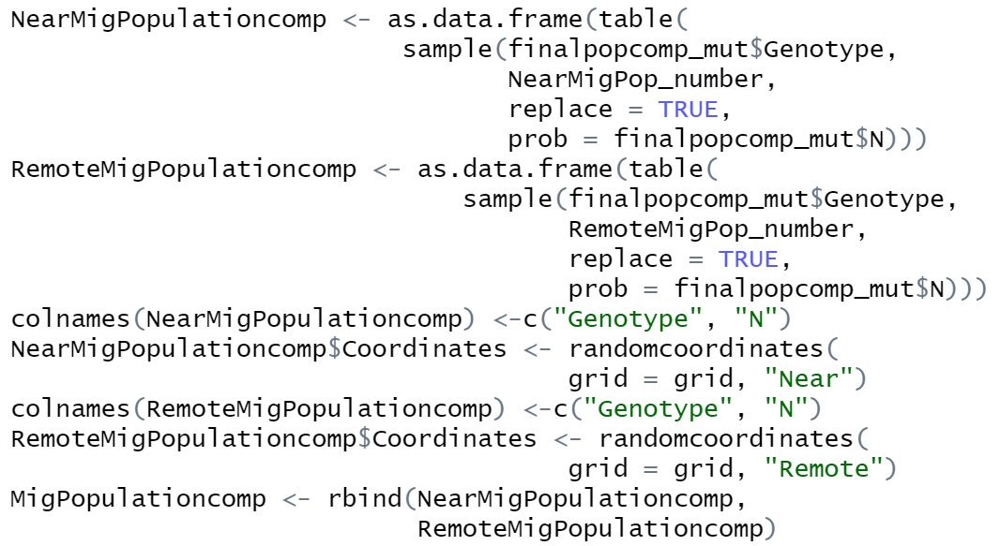 NearMigPopulationcomp <- as.data.frame(table(
sample(finalpopcomp_mut$Genotype,
NearMigPop_number,
replace = TRUE,
prob = finalpopcomp_mut$N)))
RemoteMigPopulationcomp <- as.data.frame(table(
sample(finalpopcomp_mut$Genotype,
RemoteMigPop_number,
replace = TRUE,
prob = finalpopcomp_mut$N)))
colnames(NearMigPopulationcomp) <-c("Genotype", "N")
NearMigPopulationcomp$Coordinates <- randomcoordinates(
grid = grid, "Near")
colnames(RemoteMigPopulationcomp) <-c("Genotype", "N")
RemoteMigPopulationcomp$Coordinates <- randomcoordinates(
grid = grid, "Remote")
MigPopulationcomp <- rbind(NearMigPopulationcomp,
RemoteMigPopulationcomp)